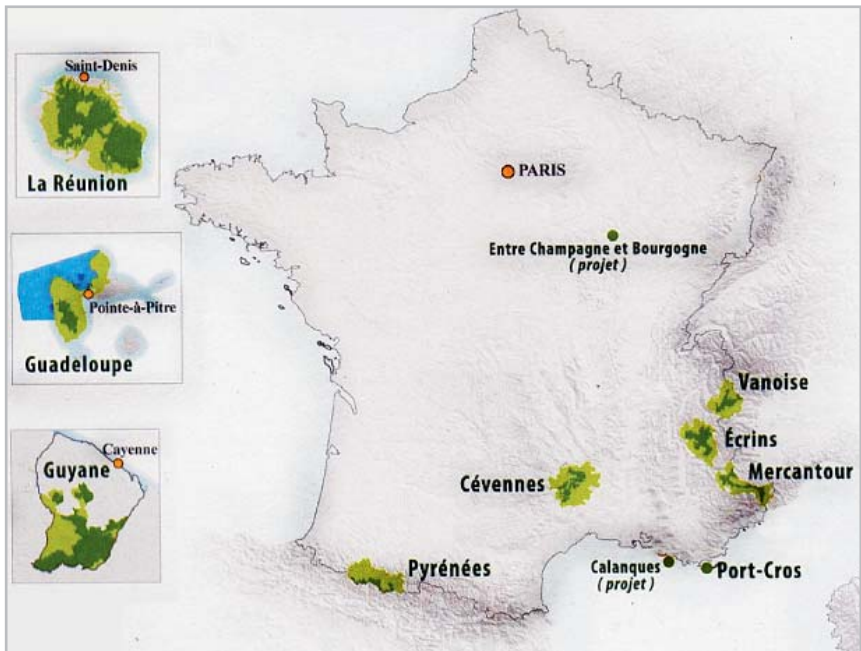 Saint-Denis
La Réunion
Pointe-à-Pitre
Guadeloupe
Cayenne
Guyane
PARIS
Entre Champagne et Bourgogne
( projet )
Vanoise
Écrins
Mercantour
Cévennes
Pyrénées
Calanques
( projet )
Port-Cros